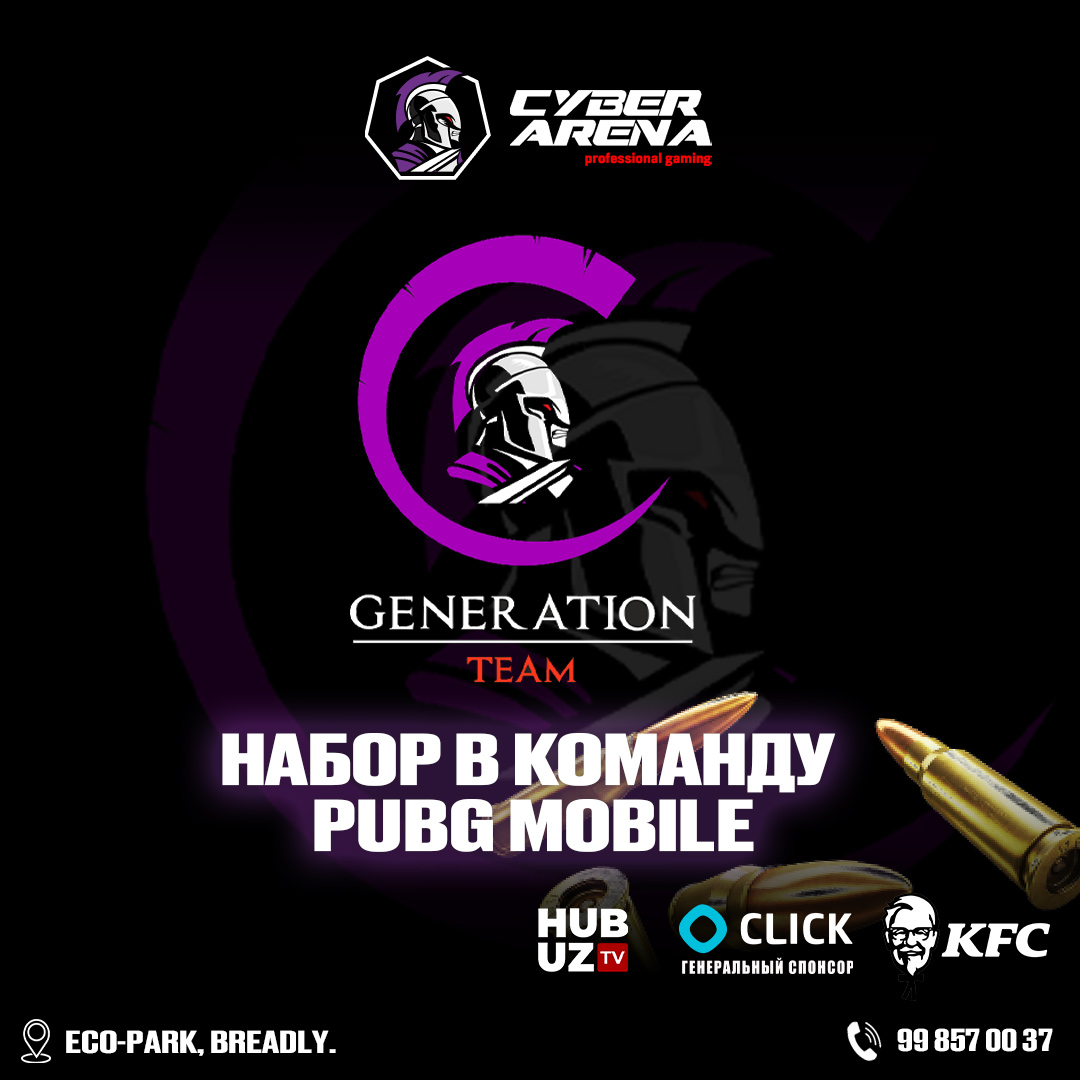 CYBER
ARENA
professional gaming
GENERATION
TEAM
НАБОР В КОМАНДУ
PUBG MOBILE
HUB
UZ TV
CLICK
ГЕНЕРАЛЬНЫЙ СПОНСОР
KFC
ECO-PARK, BREADLY.
99 857 00 37